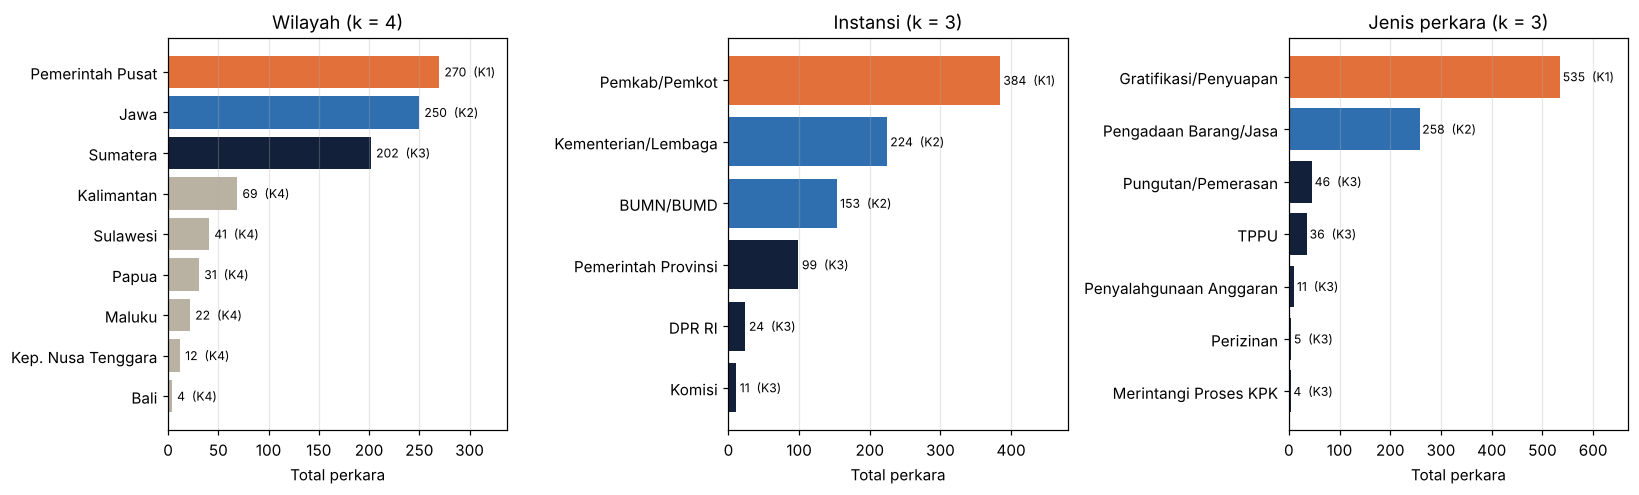 Wilayah (k = 4)
Pemerintah Pusat
270 (K1)
Jawa
250 (K2)
Sumatera
202 (K3)
Kalimantan
69 (K4)
Sulawesi
41 (K4)
Papua
31 (K4)
Maluku
22 (K4)
Kep. Nusa Tenggara
12 (K4)
Bali
4 (K4)
0 50 100 150 200 250 300
Total perkara
Instansi (k = 3)
Pemkab/Pemkot
384 (K1)
Kementerian/Lembaga
224 (K2)
BUMN/BUMD
153 (K2)
Pemerintah Provinsi
99 (K3)
DPR RI
24 (K3)
Komisi
11 (K3)
0 100 200 300 400
Total perkara
Jenis perkara (k = 3)
Gratifikasi/Penyuapan
535 (K1)
Pengadaan Barang/Jasa
258 (K2)
Pungutan/Pemerasan
46 (K3)
TPPU
36 (K3)
Penyalahgunaan Anggaran
11 (K3)
Perizinan
5 (K3)
Merintangi Proses KPK
4 (K3)
0 100 200 300 400 500 600
Total perkara